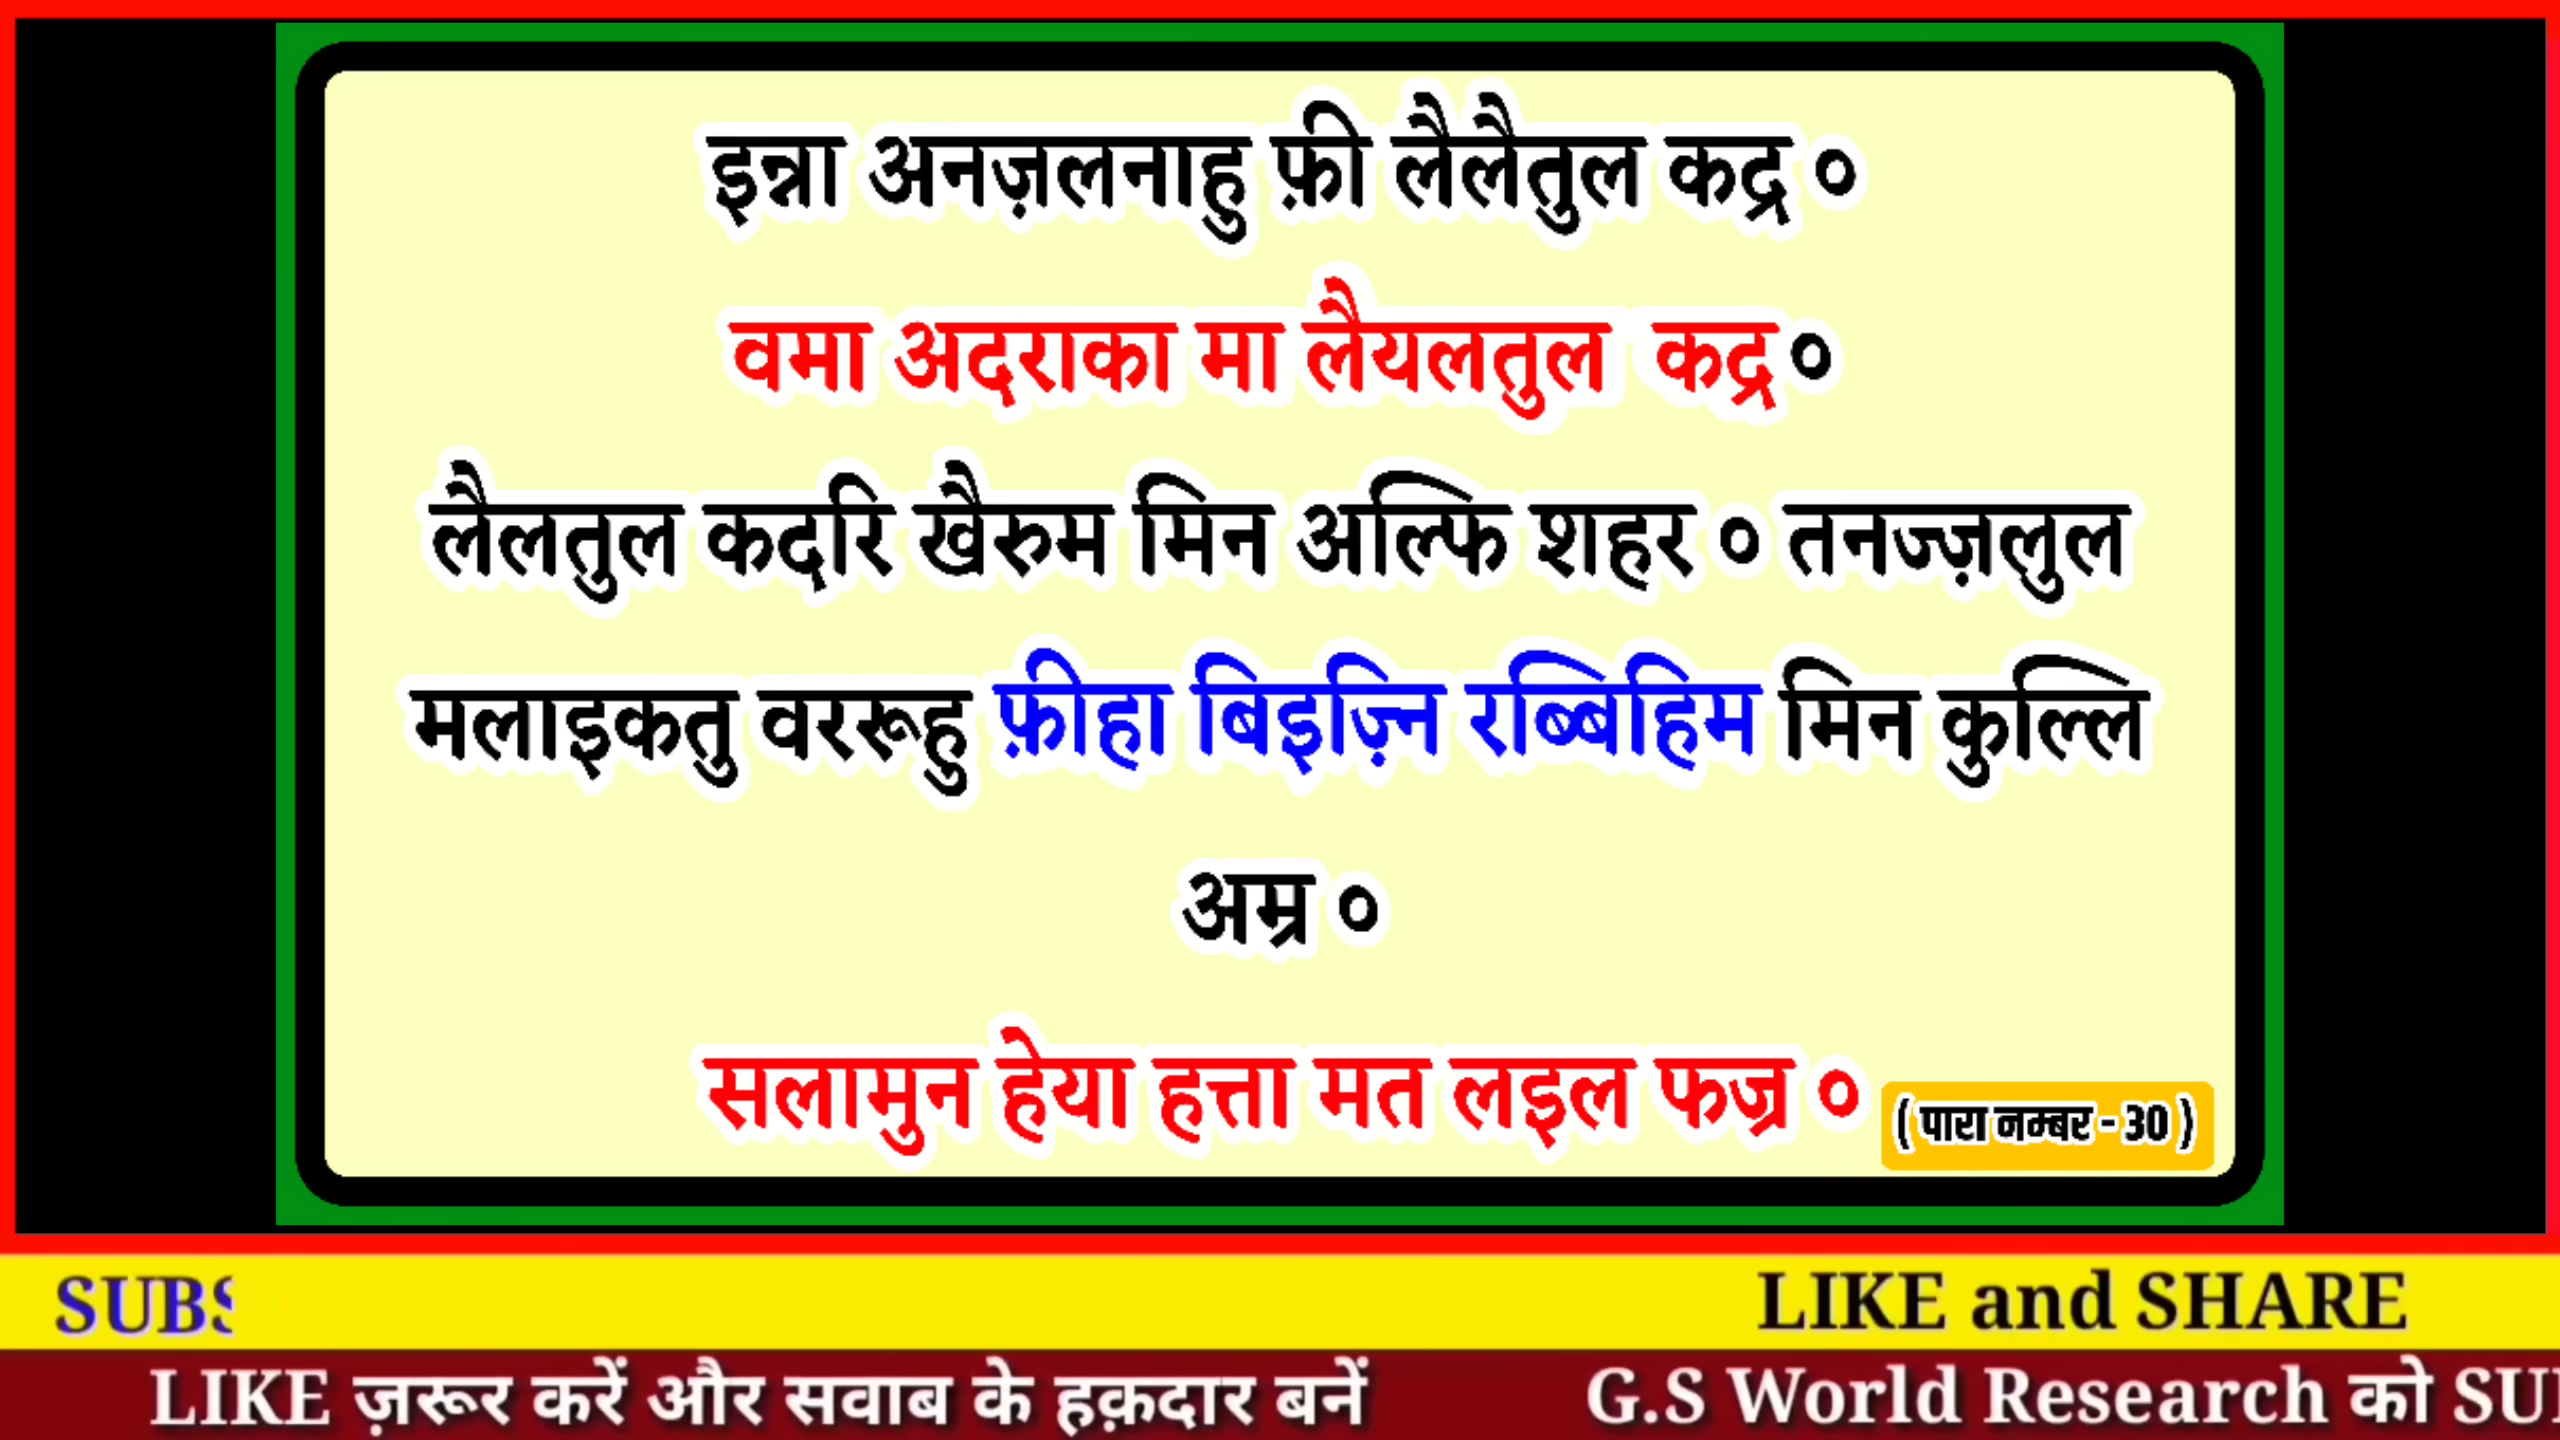 इन्ना अनज़लनाहु फ़ी लैलैतुल कद्र ०
वमा अदराका मा लैयलतुल कद्र०
लैलतुल कदरि खैरुम मिन अल्फि शहर ० तनज्ज़लुल
मलाइकतु वररूहु फ़ीहा बिइज़्नि रब्बिहिम मिन कुल्लि
अम्र ०
सलामुन हेया हत्ता मत लइल फज्र ०
( पारा नम्बर - 30 )
SUBS LIKE and SHARE
LIKE ज़रूर करें और सवाब के हक़दार बनें G.S World Research को SU